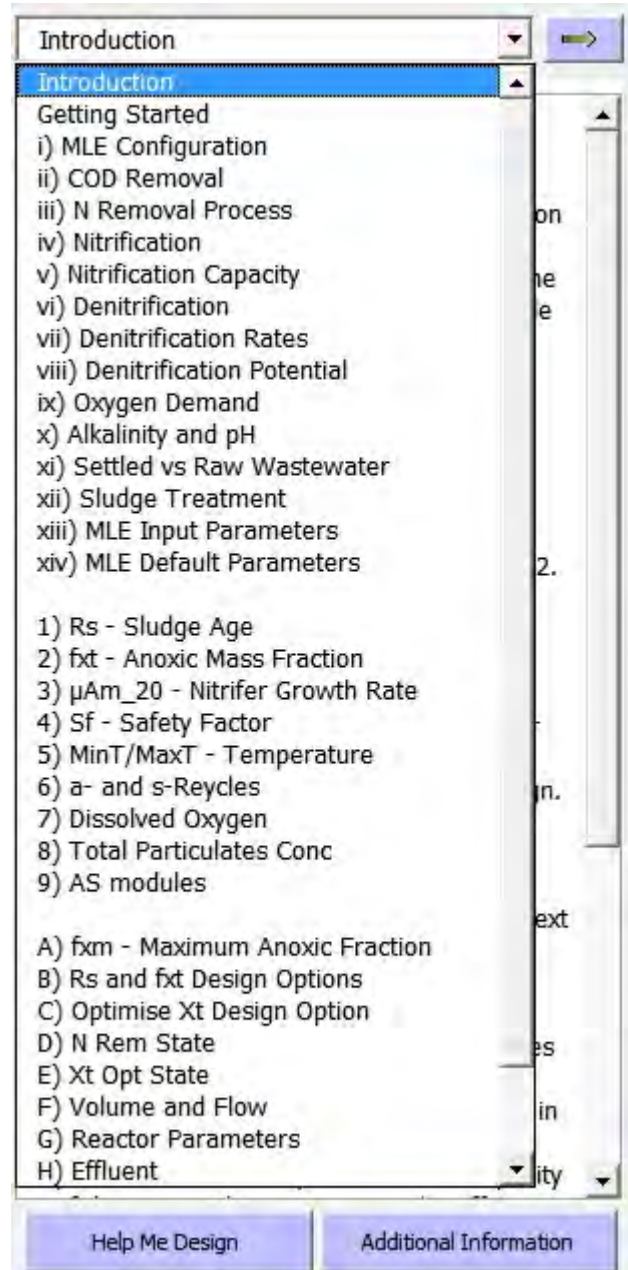 Introduction
Introduction
Getting Started
i) MLE Configuration
ii) COD Removal
iii) N Removal Process
on
iv) Nitrification
v) Nitrification Capacity
vi) Denitrification
vii) Denitrification Rates
viii) Denitrification Potential
ix) Oxygen Demand
x) Alkalinity and pH
xi) Settled vs Raw Wastewater
xii) Sludge Treatment
xiii) MLE Input Parameters
xiv) MLE Default Parameters
2.
1) Rs - Sludge Age
2) fxt - Anoxic Mass Fraction
3) µAm_20 - Nitrifer Growth Rate
4) Sf - Safety Factor
5) MinT/MaxT - Temperature
6) a- and s-Reycles
7) Dissolved Oxygen
8) Total Particulates Conc
9) AS modules
ext
A) fxm - Maximum Anoxic Fraction
B) Rs and fxt Design Options
C) Optimise Xt Design Option
D) N Rem State
E) Xt Opt State
F) Volume and Flow
in
G) Reactor Parameters
H) Effluent
ity
Help Me Design
Additional Information